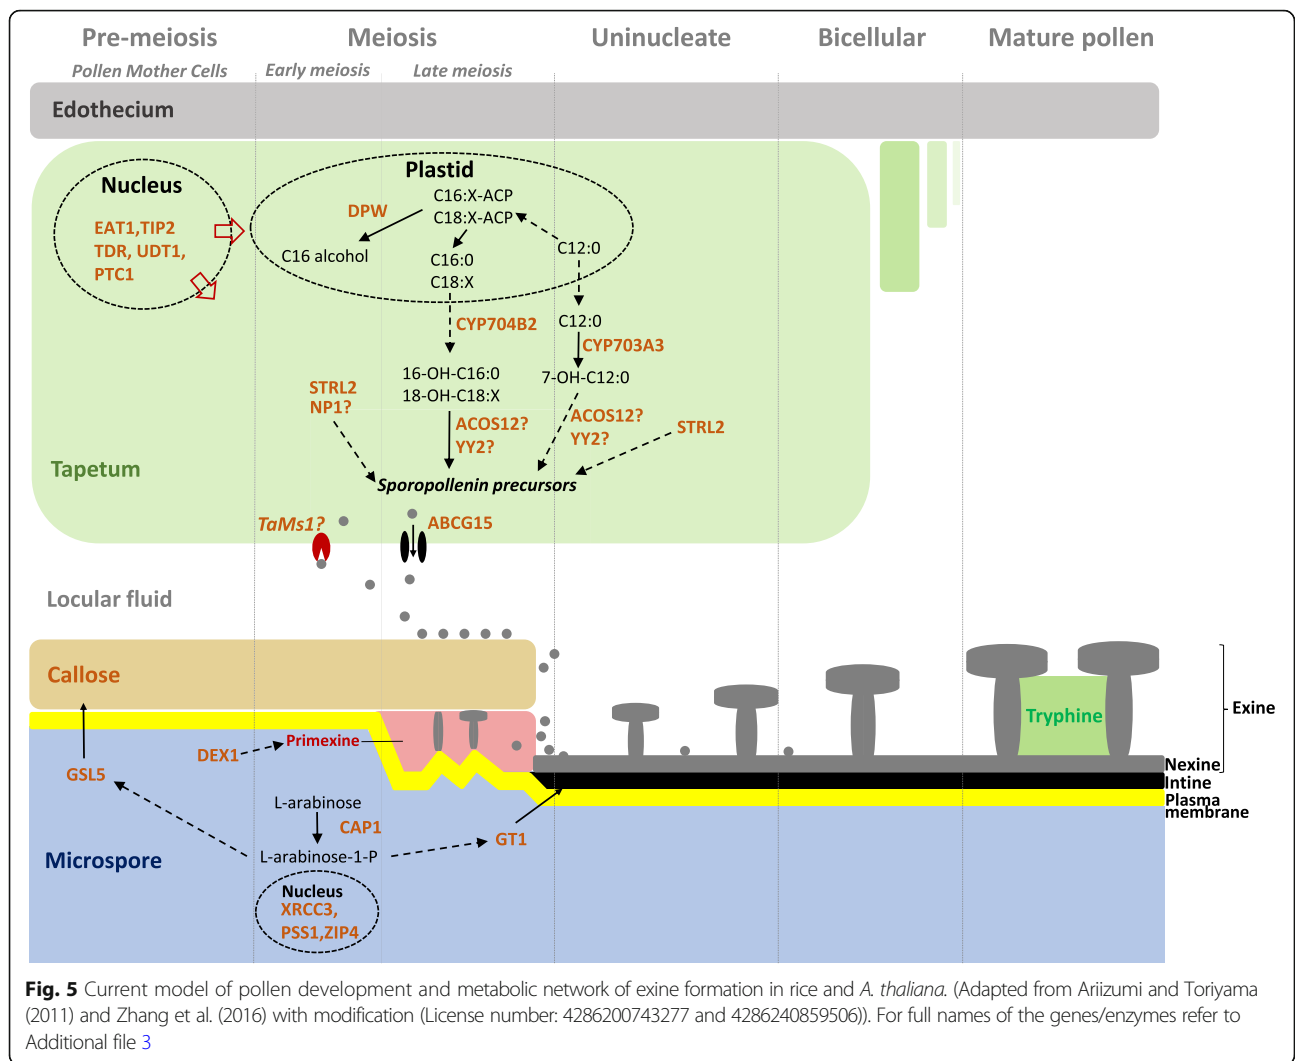 Pre-meiosis Meiosis Uninucleate Bicellular Mature pollen
Pollen Mother Cells Early meiosis Late meiosis
Edothecium
Nucleus
EAT1,TIP2
TDR, UDT1,
PTC1
Plastid
C16:X-ACP
C18:X-ACP
DPW
C16 alcohol
C16:0
C18:X
C12:0
CYP704B2
C12:0
CYP703A3
16-OH-C16:0
18-OH-C18:X
7-OH-C12:0
STRL2
NP1?
ACOS12?
YY2?
ACOS12?
YY2?
STRL2
Tapetum
Sporopollenin precursors
TaMs1?
ABCG15
Locular fluid
Callose
Primexine
DEX1
GSL5
L-arabinose
CAP1
L-arabinose-1-P
GT1
Microspore
Nucleus
XRCC3,
PSS1,ZIP4
Tryphine
Exine
Nexine
Intine
Plasma
membrane
Fig. 5 Current model of pollen development and metabolic network of exine formation in rice and A. thaliana. (Adapted from Ariizumi and Toriyama
(2011) and Zhang et al. (2016) with modification (License number: 4286200743277 and 4286240859506)). For full names of the genes/enzymes refer to
Additional file 3